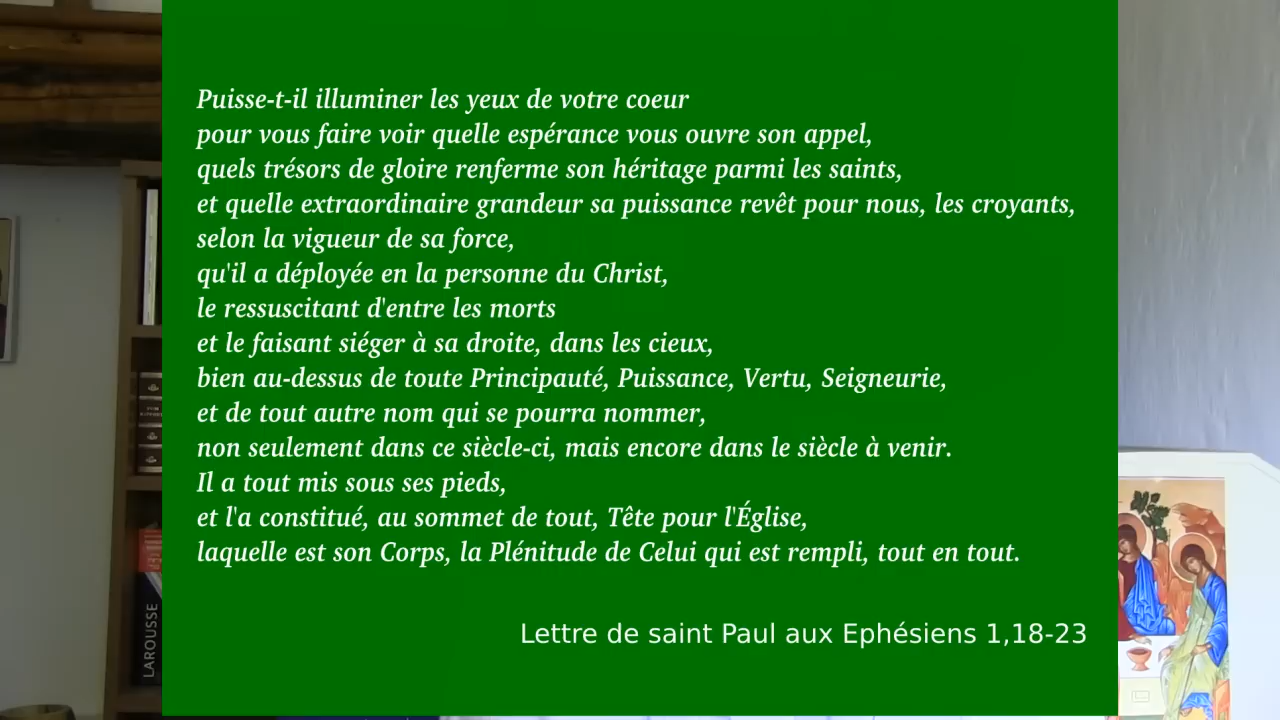 Puisse-t-il illuminer les yeux de votre coeur
pour vous faire voir quelle espérance vous ouvre son appel,
quels trésors de gloire renferme son héritage parmi les saints,
et quelle extraordinaire grandeur sa puissance revêt pour nous, les croyants,
selon la vigueur de sa force,
qu'il a déployée en la personne du Christ,
le ressuscitant d'entre les morts
et le faisant siéger à sa droite, dans les cieux,
bien au-dessus de toute Principauté, Puissance, Vertu, Seigneurie,
et de tout autre nom qui se pourra nommer,
non seulement dans ce siècle-ci, mais encore dans le siècle à venir.
Il a tout mis sous ses pieds,
et l'a constitué, au sommet de tout, Tête pour l'Église,
laquelle est son Corps, la Plénitude de Celui qui est rempli, tout en tout.
Lettre de saint Paul aux Ephésiens 1,18-23
LAROUSSE